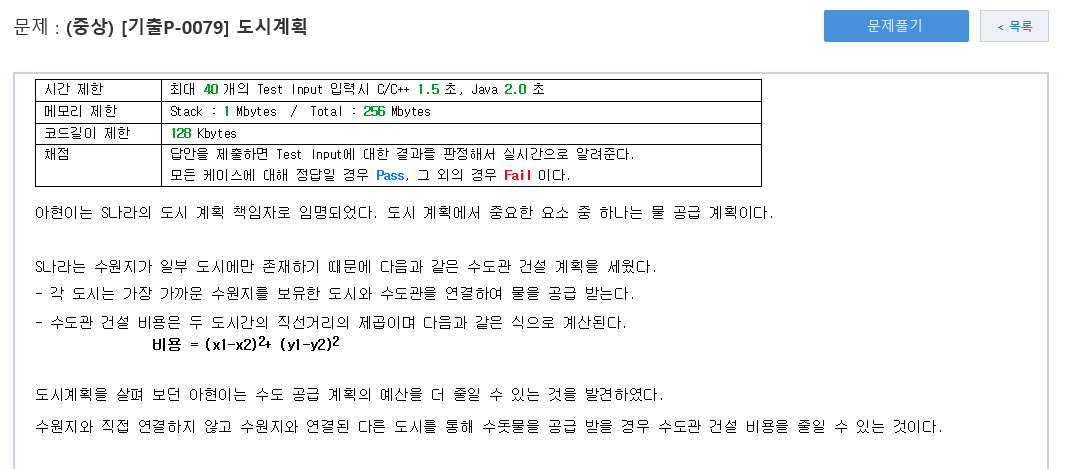 문제 : (중상) [기출P-0079] 도시계획
문제풀기
< 목록
시간 제한 최대 40 개의 Test Input 입력시 C/C++ 1.5 초, Java 2.0 초
메모리 제한 Stack : 1 Mbytes / Total : 256 Mbytes
코드길이 제한 128 Kbytes
채점 답안을 제출하면 Test Input에 대한 결과를 판정해서 실시간으로 알려준다.
모든 케이스에 대해 정답일 경우 Pass, 그 외의 경우 Fail 이다.
아현이는 S나라의 도시 계획 책임자로 임명되었다. 도시 계획에서 중요한 요소 중 하나는 물 공급 계획이다.
S나라는 수원지가 일부 도시에만 존재하기 때문에 다음과 같은 수도관 건설 계획을 세웠다.
- 각 도시는 가장 가까운 수원지를 보유한 도시와 수도관을 연결하여 물을 공급 받는다.
- 수도관 건설 비용은 두 도시간의 직선거리의 제곱이며 다음과 같은 식으로 계산된다.
비용 = (x1-x2)²+ (y1-y2)²
도시계획을 살펴 보던 아현이는 수도 공급 계획의 예산을 더 줄일 수 있는 것을 발견하였다.
수원지와 직접 연결하지 않고 수원지와 연결된 다른 도시를 통해 수돗물을 공급 받을 경우 수도관 건설 비용을 줄일 수 있는 것이다.